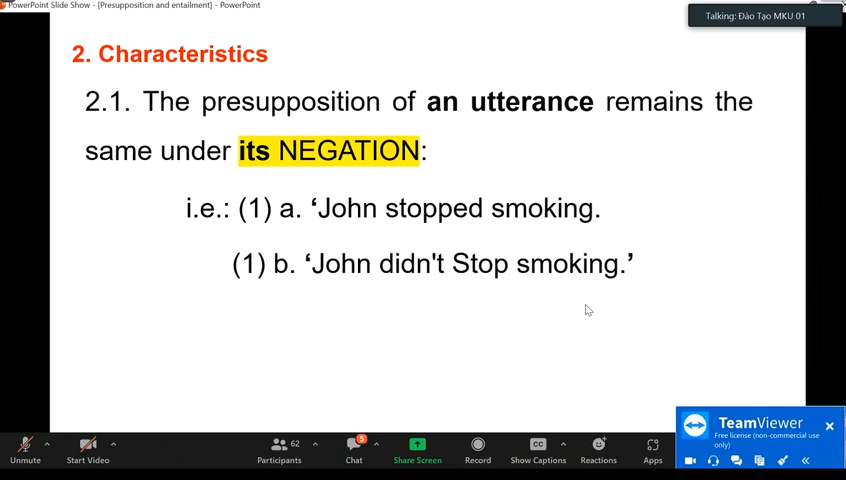 PowerPoint Slide Show - [Presupposition and entailment] - PowerPoint
Talking: Đào Tạo MKU 01
2. Characteristics
2.1. The presupposition of an utterance remains the
same under its NEGATION:
i.e.: (1) a. ‘John stopped smoking.
(1) b. ‘John didn't Stop smoking.’
TeamViewer
Free license (non-commercial use
only)
62
5
CC
Unmute
Start Video
Participants
Chat
Share Screen
Record
Show Captions
Reactions
Apps